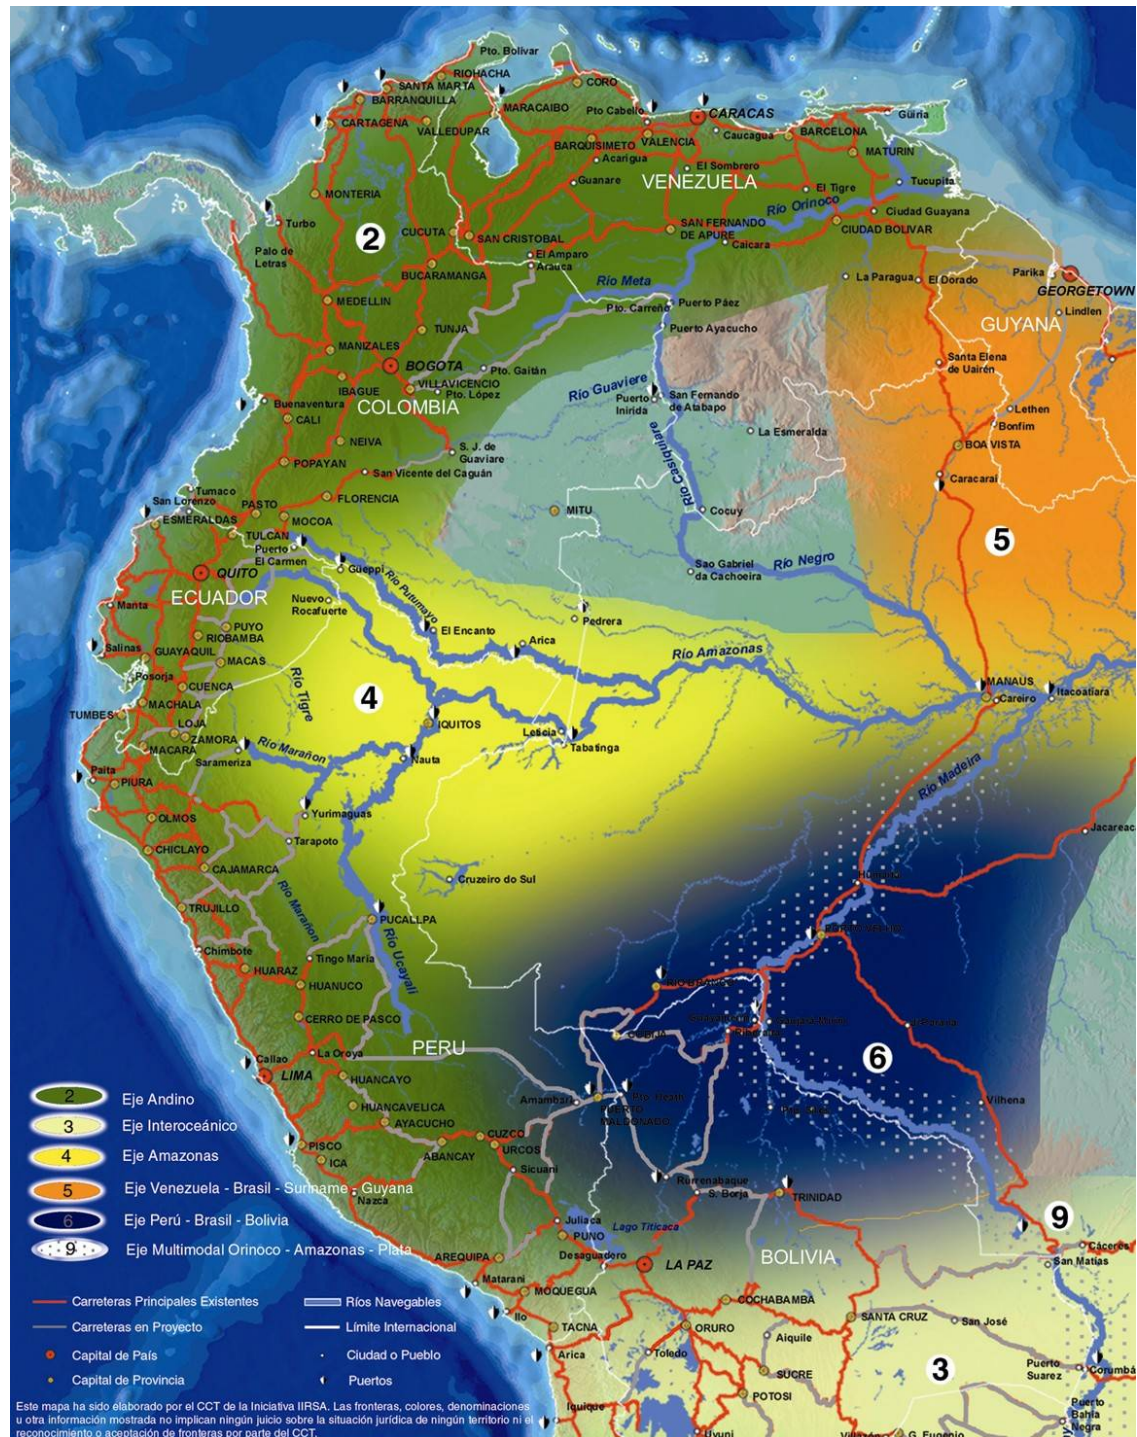 Pto. Bolívar
RIOHACHA
SANTA MARTA
BARRANQUILLA
CARTAGENA
VALLEDUPAR
MARACAIBO
CORO
Pto Cabello
CARACAS
Caucagua
BARCELONA
Guiria
VALENCIA
BARQUISIMETO
Acarigua
MATURIN
El Sombrero
Guanare
VENEZUELA
Tucupita
MONTERIA
El Tigre
Río Orinoco
Ciudad Guayana
Turbo
2
CUCUTA
SAN CRISTOBAL
SAN FERNANDO
DE APURE
CIUDAD BOLIVAR
Caicara
Palo de
Letras
El Amparo
Arauca
BUCARAMANGA
La Paragua
El Dorado
Parika
GEORGETOWN
Río Meta
MEDELLIN
Pto. Carreño
Puerto Páez
Lindlen
GUYANA
TUNJA
Puerto Ayacucho
MANIZALES
BOGOTA
Pto. Gaitán
Santa Elena
de Uairén
IBAGUE
VILLAVICENCIO
Pto. López
Río Guaviere
Puerto
Inirida
San Fernando
de Atabapo
Buenaventura
COLOMBIA
CALI
Lethen
Bonfim
La Esmeralda
NEIVA
S. J. de
Guaviare
BOA VISTA
POPAYAN
San Vicente del Caguán
Río Casiquiare
Caracaraí
Tumaco
San Lorenzo
FLORENCIA
PASTO
MITU
Cocuy
ESMERALDAS
MOCOA
TULCAN
Puerto
El Carmen
5
QUITO
Güeppi
Río Putumayo
Sao Gabriel
da Cachoeira
Río Negro
ECUADOR
Nuevo
Rocafuerte
Manta
PUYO
RIOBAMBA
El Encanto
Arica
Pedrera
Salinas
GUAYAQUIL
MACAS
Río Amazonas
Posorja
CUENCA
Río Tigre
4
MANAUS
Careiro
Itacoatiara
MACHALA
TUMBES
LOJA
ZAMORA
IQUITOS
Leticia
Tabatinga
MACARA
Río Marañon
Sarameriza
Nauta
Paita
PIURA
Río Madeira
OLMOS
Yurimaguas
Jacareac
CHICLAYO
Tarapoto
CAJAMARCA
Cruzeiro do Sul
Humaitá
TRUJILLO
Río Marañon
PUCALLPA
PORTO VELHO
Chimbote
Tingo Maria
Río Ucayali
HUARAZ
HUANUCO
RIO BRANCO
CERRO DE PASCO
COBIJA
PERU
Callao
La Oroya
6
LIMA
HUANCAYO
Vilhena
HUANCAVELICA
Amambari
Pto. Heath
PUERTO
MALDONADO
AYACUCHO
CUZCO
URCOS
PISCO
ICA
ABANCAY
Sicuani
Rurrenabaque
S. Borja
TRINIDAD
Nazca
Juliaca
PUNO
Lago Titicaca
9
Cáceres
San Matías
AREQUIPA
Desaguadero
LA PAZ
BOLIVIA
Matarani
MOQUEGUA
COCHABAMBA
Ilo
TACNA
ORURO
SANTA CRUZ
San José
Arica
Toledo
Aiquile
3
Puerto
Suarez
Corumbá
SUCRE
POTOSI
Iquique
Puerto
Bahia
Negra
Uyuni
G. Eugenio
2 Eje Andino
3 Eje Interoceánico
4 Eje Amazonas
5 Eje Venezuela - Brasil - Suriname - Guyana
6 Eje Perú - Brasil - Bolivia
9 Eje Multimodal Orinoco - Amazonas - Plata
Carreteras Principales Existentes
Ríos Navegables
Carreteras en Proyecto
Límite Internacional
Capital de País
Ciudad o Pueblo
Capital de Provincia
Puertos
Este mapa ha sido elaborado por el CCT de la Iniciativa IIRSA. Las fronteras, colores, denominaciones
u otra información mostrada no implican ningún juicio sobre la situación jurídica de ningún territorio ni el
reconocimiento o aceptación de fronteras por parte del CCT.